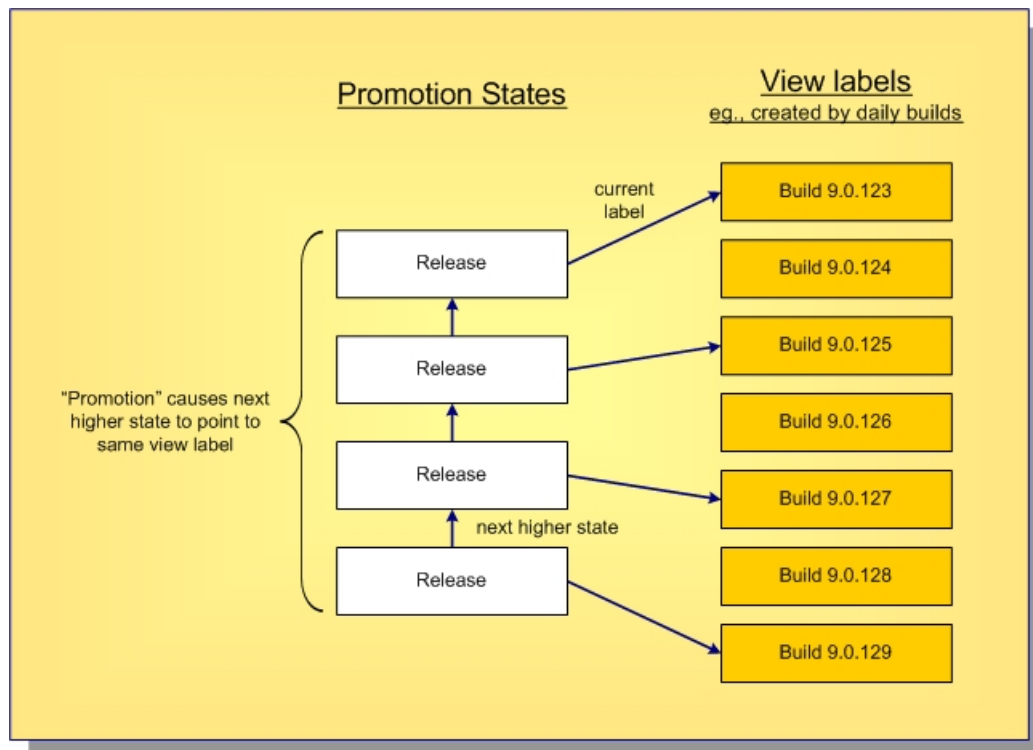 Promotion States
View labels
eg., created by daily builds
current
label
Build 9.0.123
Release
Build 9.0.124
Release
Build 9.0.125
"Promotion" causes next
higher state to point to
same view label
Build 9.0.126
Release
Build 9.0.127
next higher state
Release
Build 9.0.128
Build 9.0.129